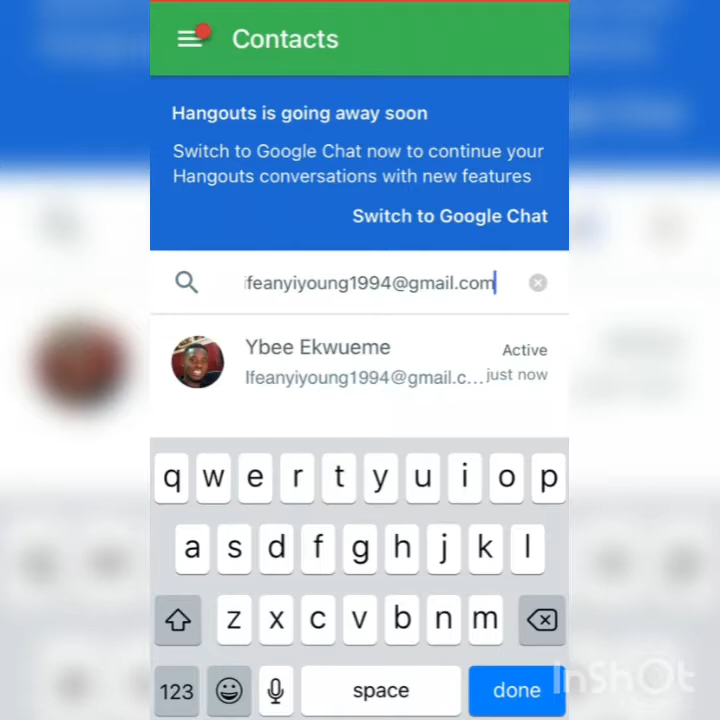 Contacts
Hangouts is going away soon
Switch to Google Chat now to continue your
Hangouts conversations with new features
Switch to Google Chat
ifeanyiyoung1994@gmail.com
Ybee Ekwueme
Active
Ifeanyiyoung1994@gmail.c...
just now
q w e r t y u i o p
a s d f g h j k l
z x c v b n m
123 space done
InShOt